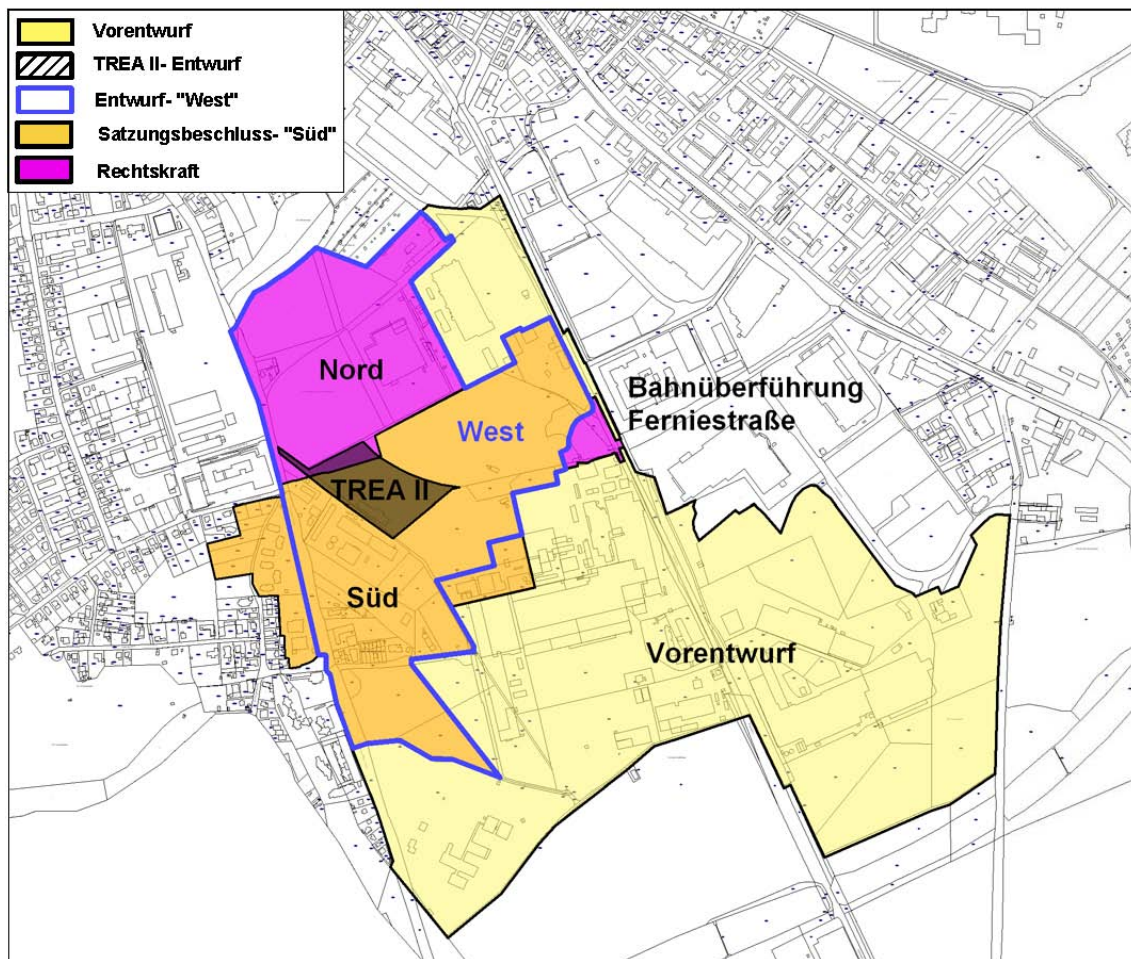 Vorentwurf
TREA II- Entwurf
Entwurf- "West"
Satzungsbeschluss- "Süd"
Rechtskraft
Nord
Bahnüberführung
Ferniestraße
West
TREA II
Süd
Vorentwurf